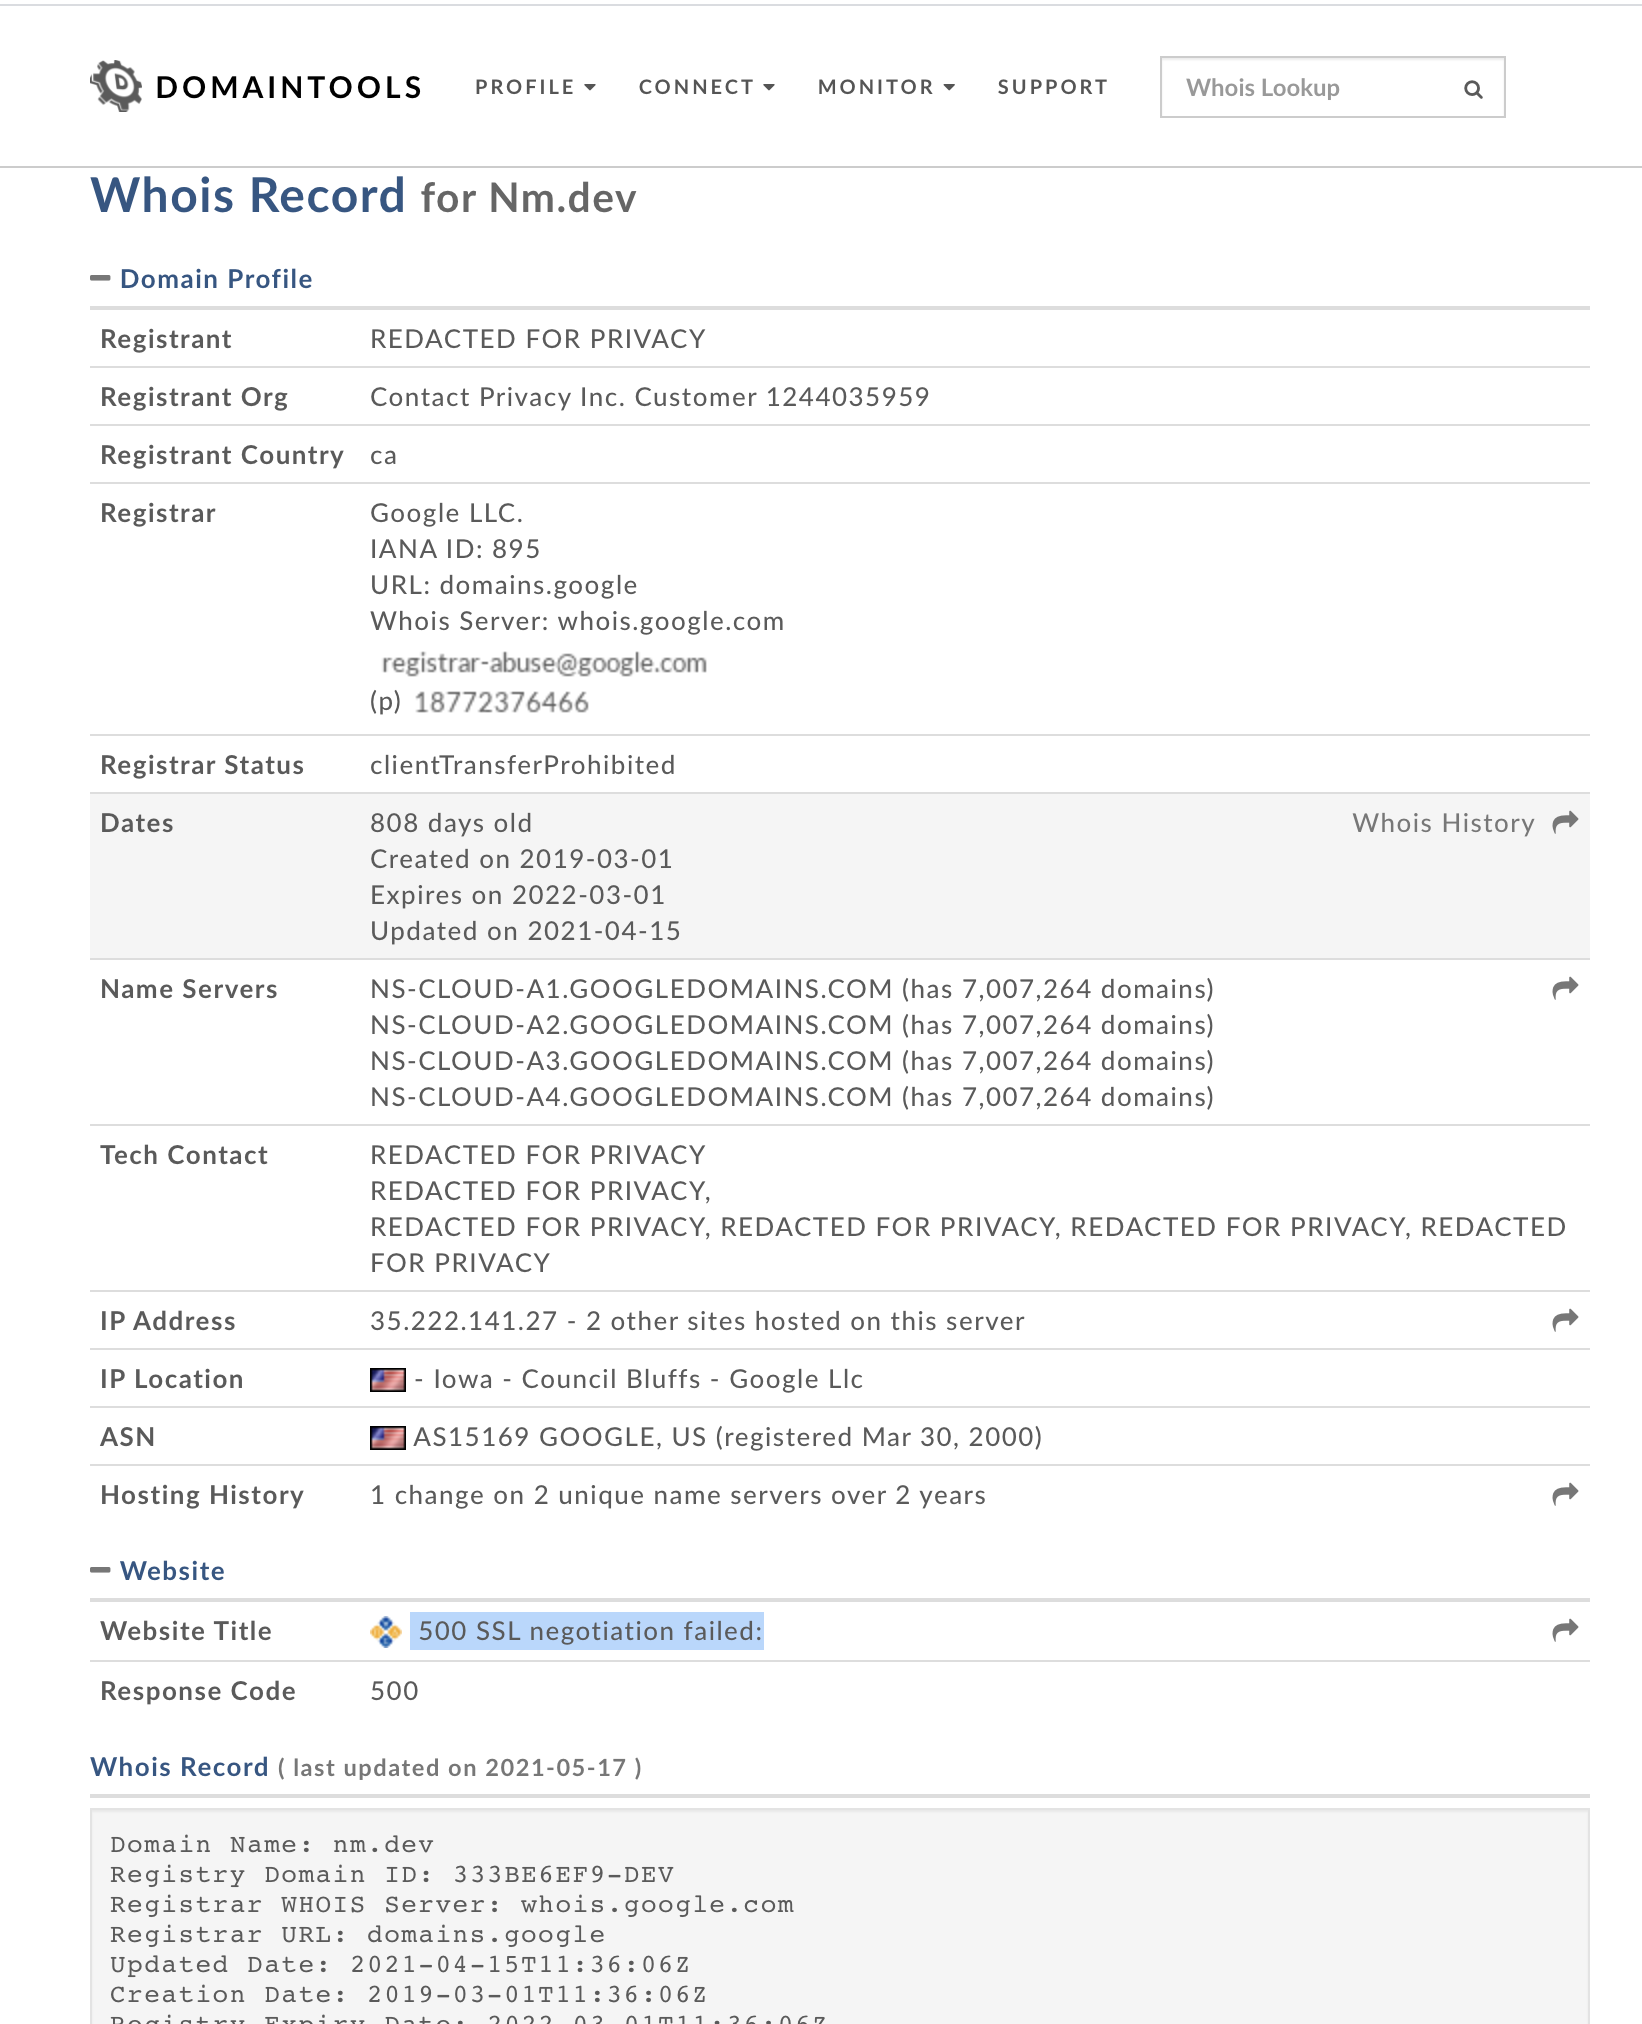 DOMAINTOOLS PROFILE CONNECT MONITOR SUPPORT Whois Lookup
Whois Record for Nm.dev
Domain Profile
Registrant REDACTED FOR PRIVACY
Registrant Org Contact Privacy Inc. Customer 1244035959
Registrant Country ca
Registrar Google LLC.
IANA ID: 895
URL: domains.google
Whois Server: whois.google.com
registrar-abuse@google.com
(p) 18772376466
Registrar Status clientTransferProhibited
Dates 808 days old Whois History
Created on 2019-03-01
Expires on 2022-03-01
Updated on 2021-04-15
Name Servers NS-CLOUD-A1.GOOGLEDOMAINS.COM (has 7,007,264 domains)
NS-CLOUD-A2.GOOGLEDOMAINS.COM (has 7,007,264 domains)
NS-CLOUD-A3.GOOGLEDOMAINS.COM (has 7,007,264 domains)
NS-CLOUD-A4.GOOGLEDOMAINS.COM (has 7,007,264 domains)
Tech Contact REDACTED FOR PRIVACY
REDACTED FOR PRIVACY,
REDACTED FOR PRIVACY, REDACTED FOR PRIVACY, REDACTED FOR PRIVACY, REDACTED
FOR PRIVACY
IP Address 35.222.141.27 - 2 other sites hosted on this server
IP Location - Iowa - Council Bluffs - Google Llc
ASN AS15169 GOOGLE, US (registered Mar 30, 2000)
Hosting History 1 change on 2 unique name servers over 2 years
Website
Website Title 500 SSL negotiation failed:
Response Code 500
Whois Record ( last updated on 2021-05-17 )
Domain Name: nm.dev
Registry Domain ID: 333BE6EF9-DEV
Registrar WHOIS Server: whois.google.com
Registrar URL: domains.google
Updated Date: 2021-04-15T11:36:06Z
Creation Date: 2019-03-01T11:36:06Z
Registry Expiry Date: 2022-03-01T11:36:06Z